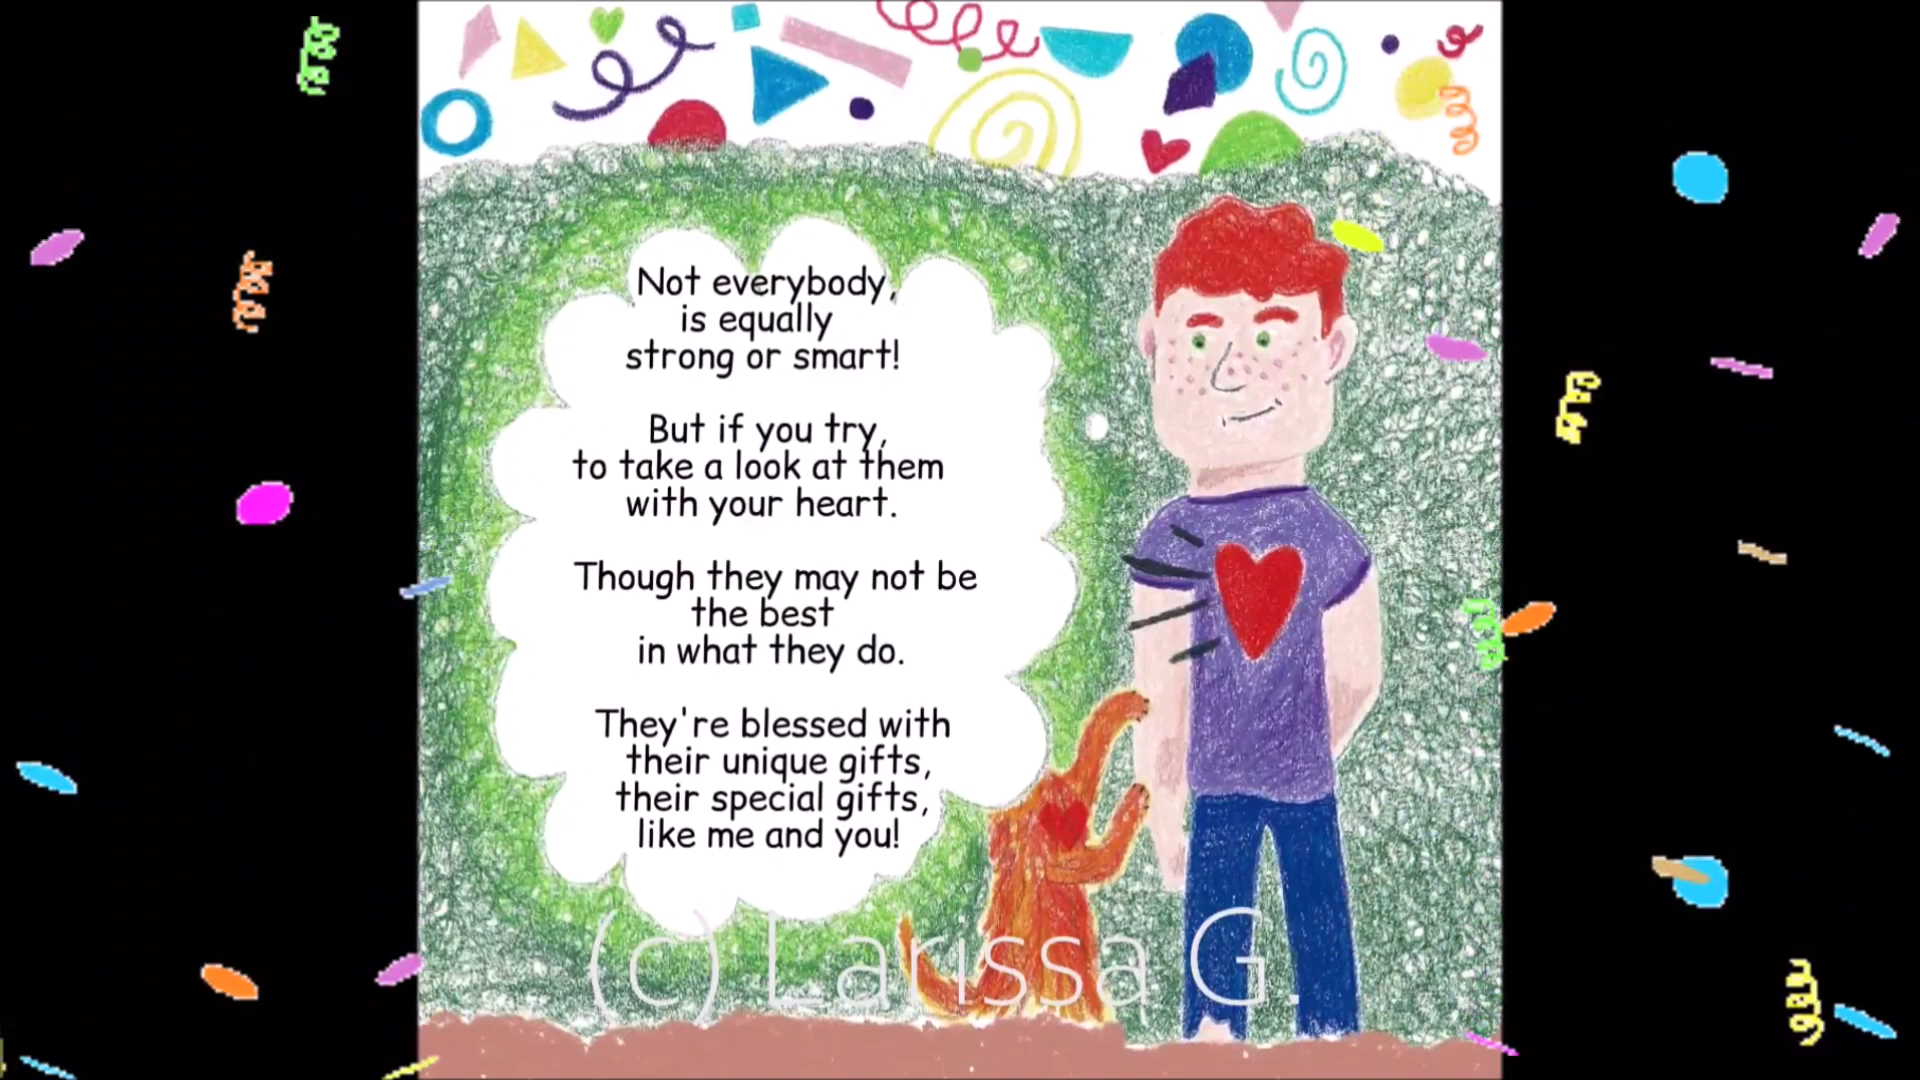 Not everybody,
is equally
strong or smart!
But if you try,
to take a look at them
with your heart.
Though they may not be
the best
in what they do.
They're blessed with
their unique gifts,
their special gifts,
like me and you!
(c) Larissa G.